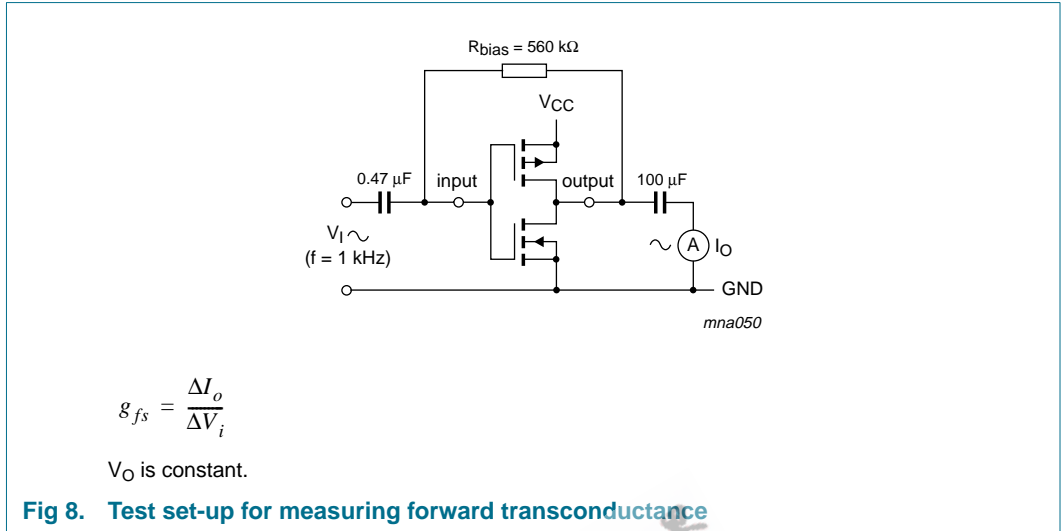 Rbias = 560 kΩ
VCC
0.47 μF
input
output
100 μF
VI
(f = 1 kHz)
A
IO
GND
mna050
gfs = ΔIo / ΔVi
VO is constant.
Fig 8. Test set-up for measuring forward transconductance